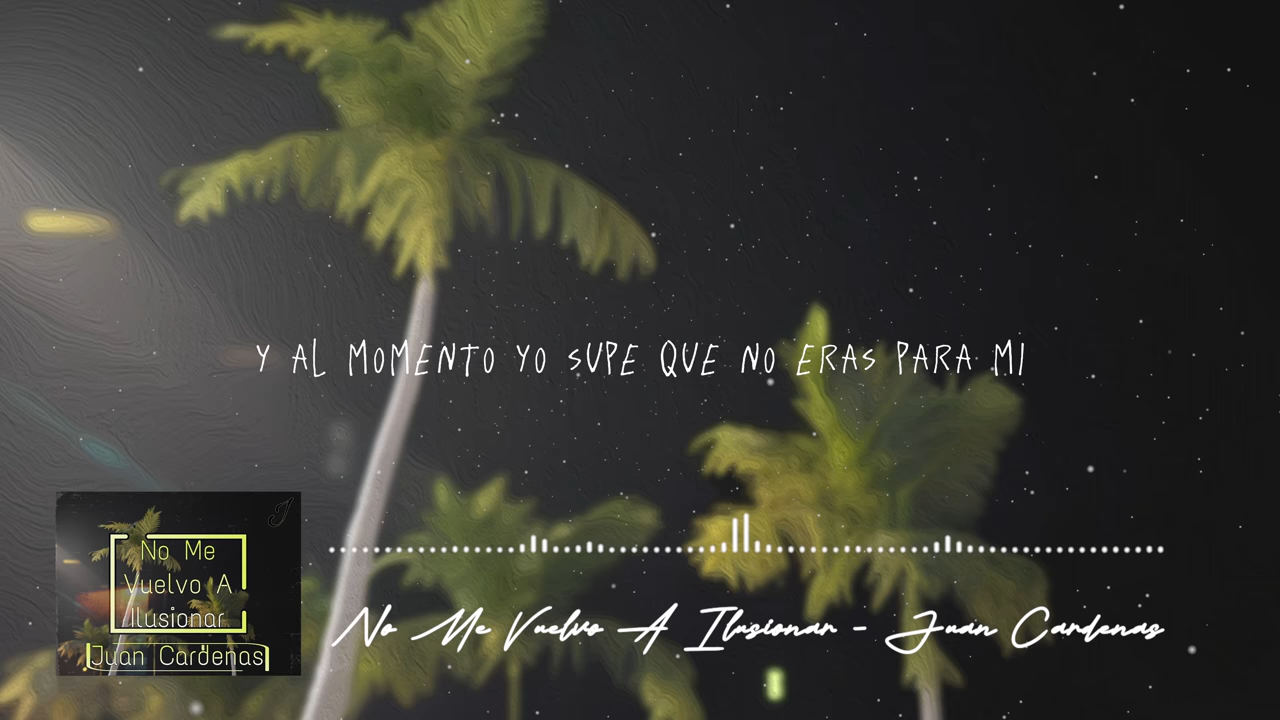 Y AL MOMENTO YO SUPE QUE NO ERAS PARA MI
J
No Me
Vuelvo A
Ilusionar
Juan Cardenas
No Me Vuelvo A Ilusionar - Juan Cardenas